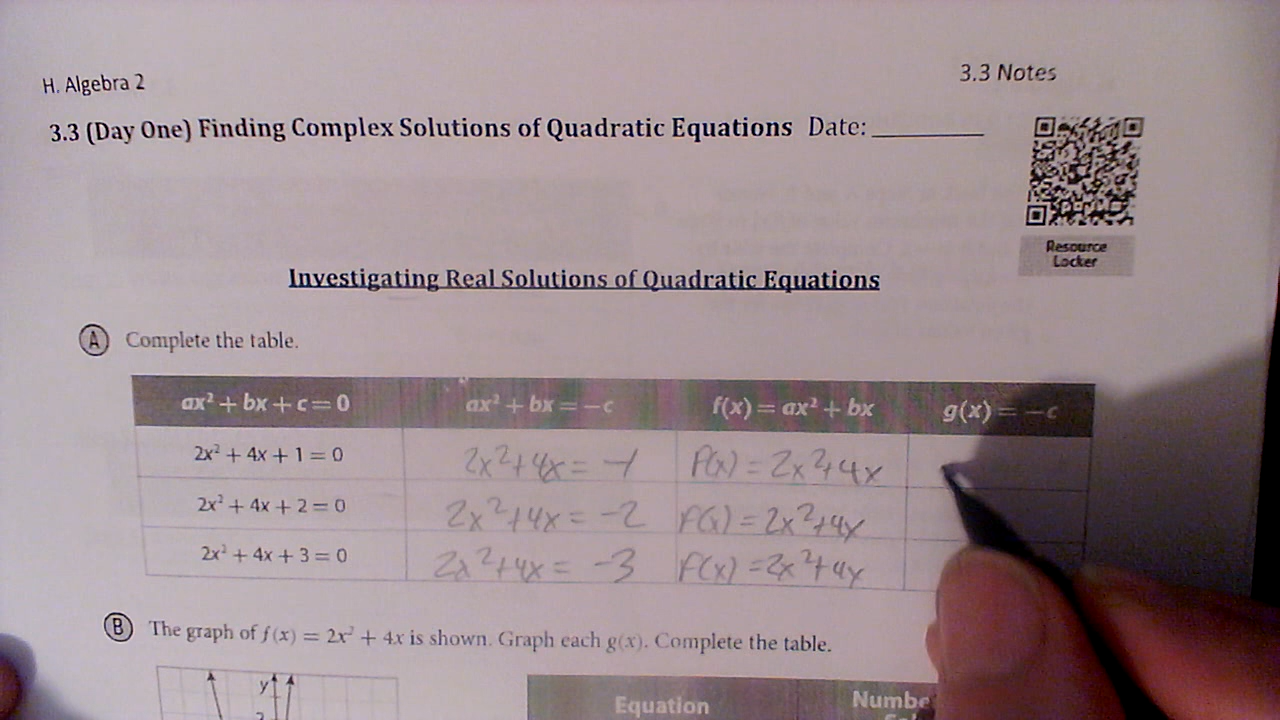 H. Algebra 2
3.3 Notes
3.3 (Day One) Finding Complex Solutions of Quadratic Equations Date: ________
Resource
Locker
Investigating Real Solutions of Quadratic Equations
A Complete the table.
ax² + bx + c = 0 ax² + bx = −c f(x) = ax² + bx g(x) = −c
2x² + 4x + 1 = 0 2x² + 4x = −1 f(x) = 2x² + 4x
2x² + 4x + 2 = 0 2x² + 4x = −2 f(x) = 2x² + 4x
2x² + 4x + 3 = 0 2x² + 4x = −3 f(x) = 2x² + 4x
B The graph of f(x) = 2x² + 4x is shown. Graph each g(x). Complete the table.
y
2
Equation